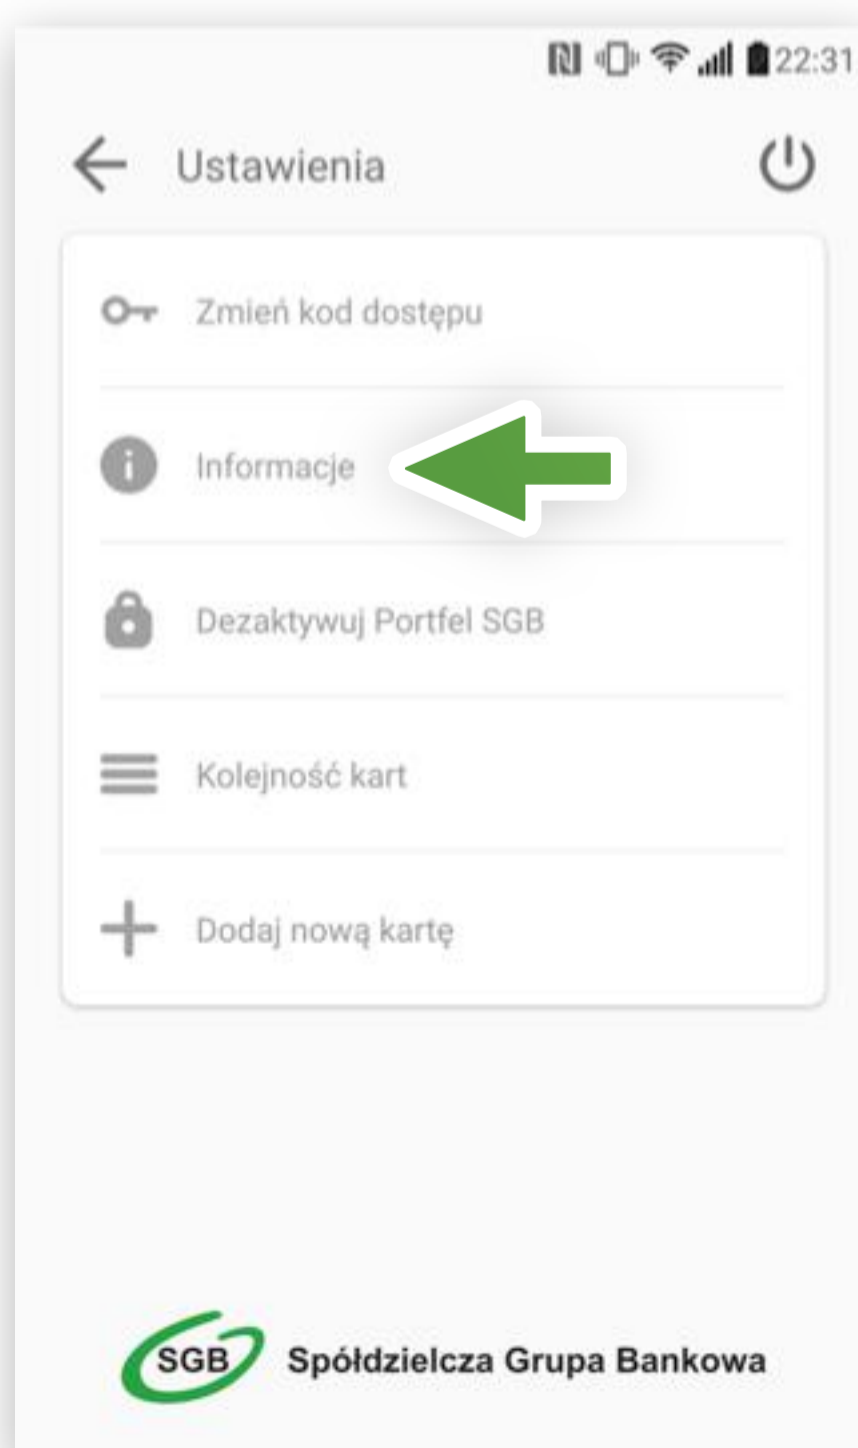 22:31
Ustawienia
Zmień kod dostępu
Informacje
Dezaktywuj Portfel SGB
Kolejność kart
Dodaj nową kartę
SGB Spółdzielcza Grupa Bankowa